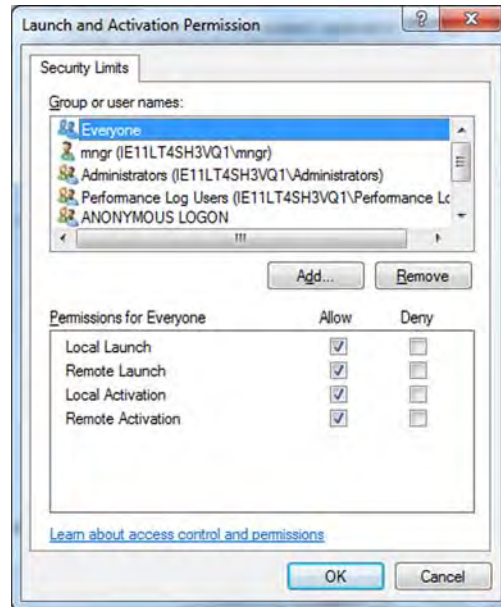 Launch and Activation Permission
Security Limits
Group or user names:
Everyone
mngr (IE11LT4SH3VQ1\mngr)
Administrators (IE11LT4SH3VQ1\Administrators)
Performance Log Users (IE11LT4SH3VQ1\Performance Lc
ANONYMOUS LOGON
Add... Remove
Permissions for Everyone Allow Deny
Local Launch
Remote Launch
Local Activation
Remote Activation
Learn about access control and permissions
OK Cancel